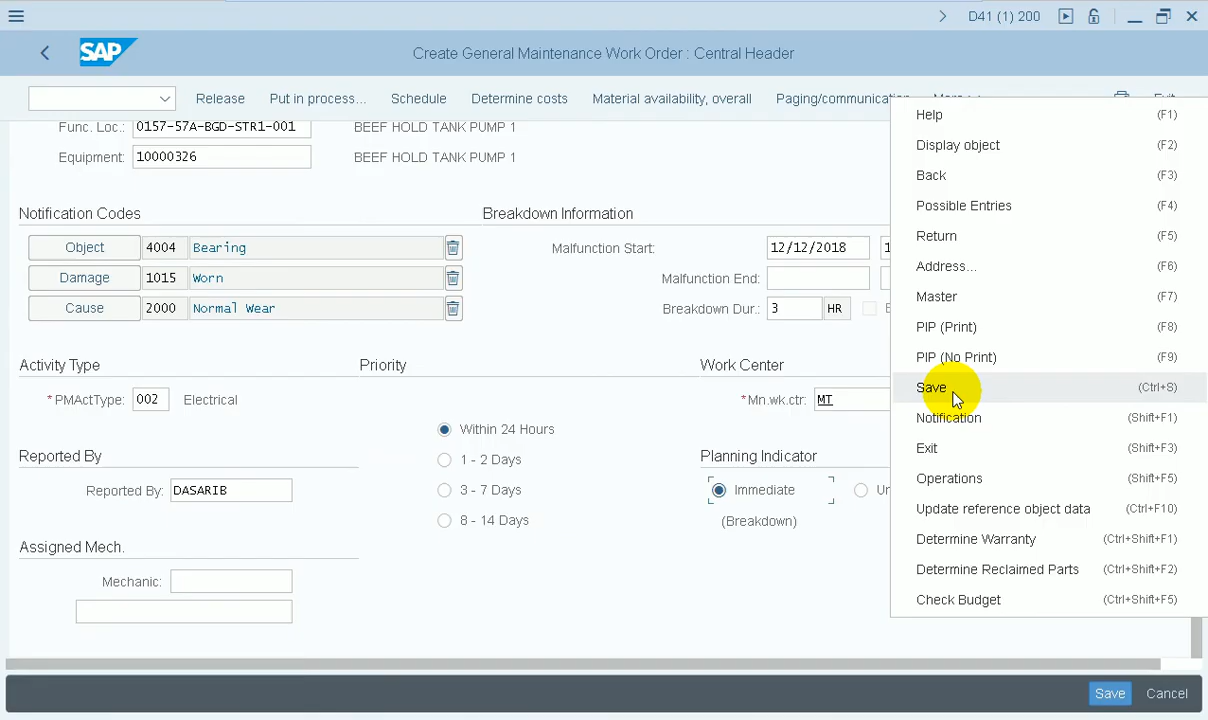 D41 (1) 200
SAP
Create General Maintenance Work Order : Central Header
Release Put in process... Schedule Determine costs Material availability, overall
Func. Loc.: 0157-57A-BGD-STR1-001 BEEF HOLD TANK PUMP 1
Equipment: 10000326 BEEF HOLD TANK PUMP 1
Notification Codes Breakdown Information
Object 4004 Bearing Malfunction Start: 12/12/2018 1
Damage 1015 Worn Malfunction End:
Cause 2000 Normal Wear Breakdown Dur.: 3 HR
Activity Type Priority Work Center
*PMActType: 002 Electrical *Mn.wk.ctr: MT
Within 24 Hours
1 - 2 Days
3 - 7 Days
8 - 14 Days
Reported By
Reported By: DASARIB
Planning Indicator
Immediate Un
(Breakdown)
Assigned Mech.
Mechanic:
Help (F1)
Display object (F2)
Back (F3)
Possible Entries (F4)
Return (F5)
Address... (F6)
Master (F7)
PIP (Print) (F8)
PIP (No Print) (F9)
Save (Ctrl+S)
Notification (Shift+F1)
Exit (Shift+F3)
Operations (Shift+F5)
Update reference object data (Ctrl+F10)
Determine Warranty (Ctrl+Shift+F1)
Determine Reclaimed Parts (Ctrl+Shift+F2)
Check Budget (Ctrl+Shift+F5)
Save Cancel